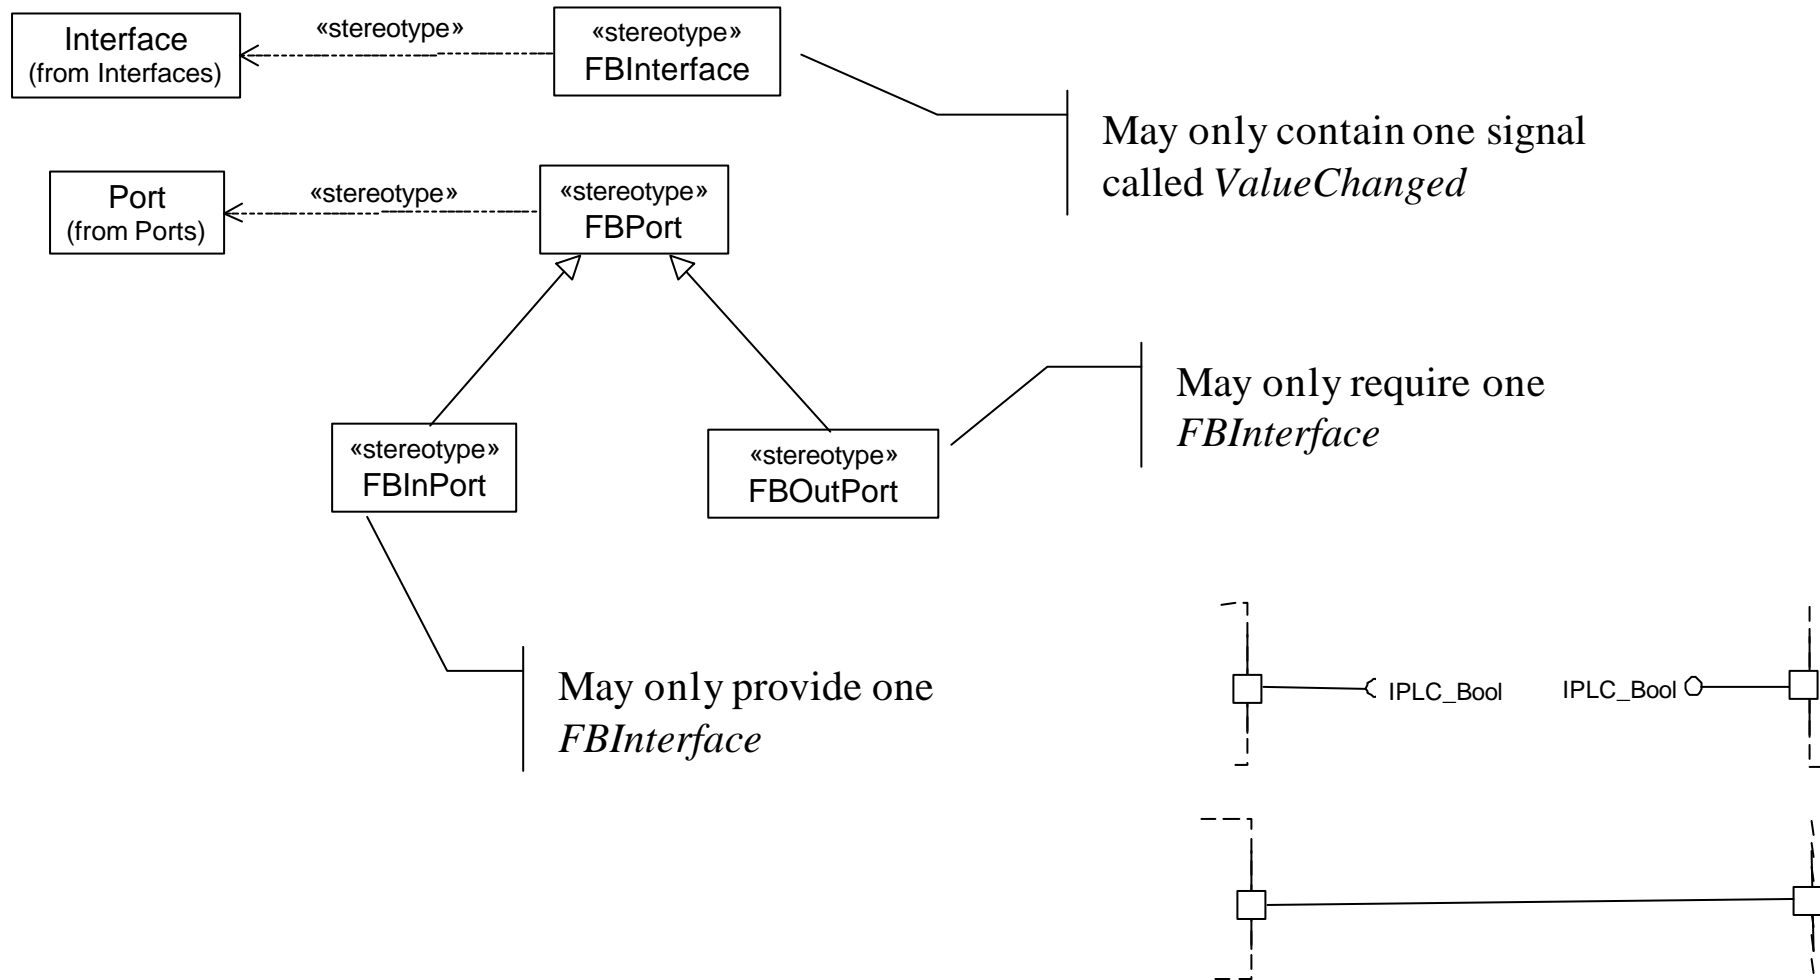 Interface
(from Interfaces)
«stereotype»
«stereotype»
FBInterface
May only contain one signal
called ValueChanged
Port
(from Ports)
«stereotype»
«stereotype»
FBPort
May only require one
FBInterface
«stereotype»
FBInPort
«stereotype»
FBOutPort
May only provide one
FBInterface
IPLC_Bool
IPLC_Bool